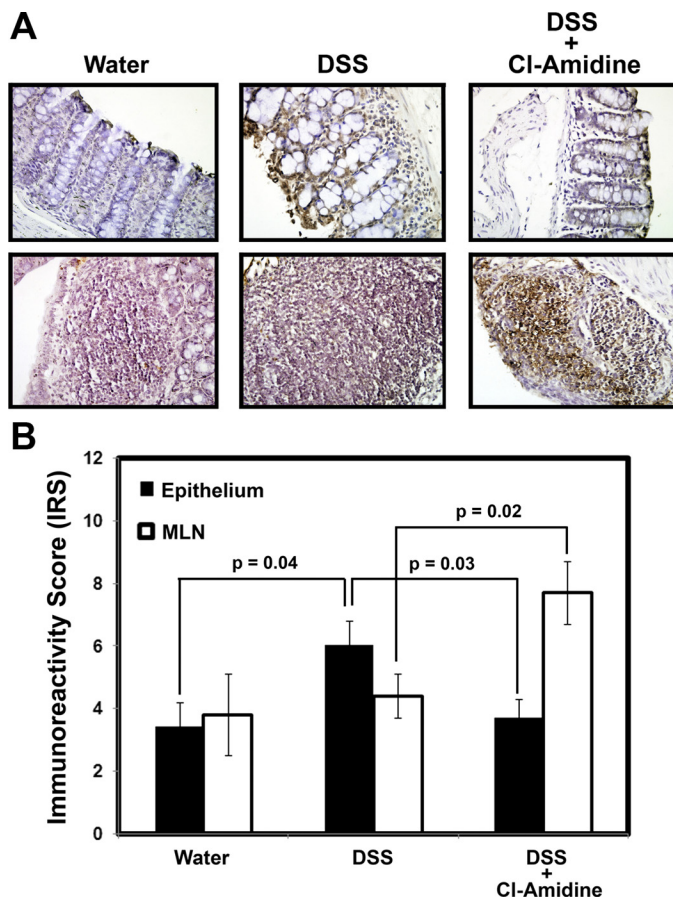 A
Water
DSS
DSS
+
Cl-Amidine
B
Immunoreactivity Score (IRS)
12
10
8
6
4
2
0
Epithelium
MLN
p = 0.02
p = 0.04
p = 0.03
Water
DSS
DSS
+
Cl-Amidine